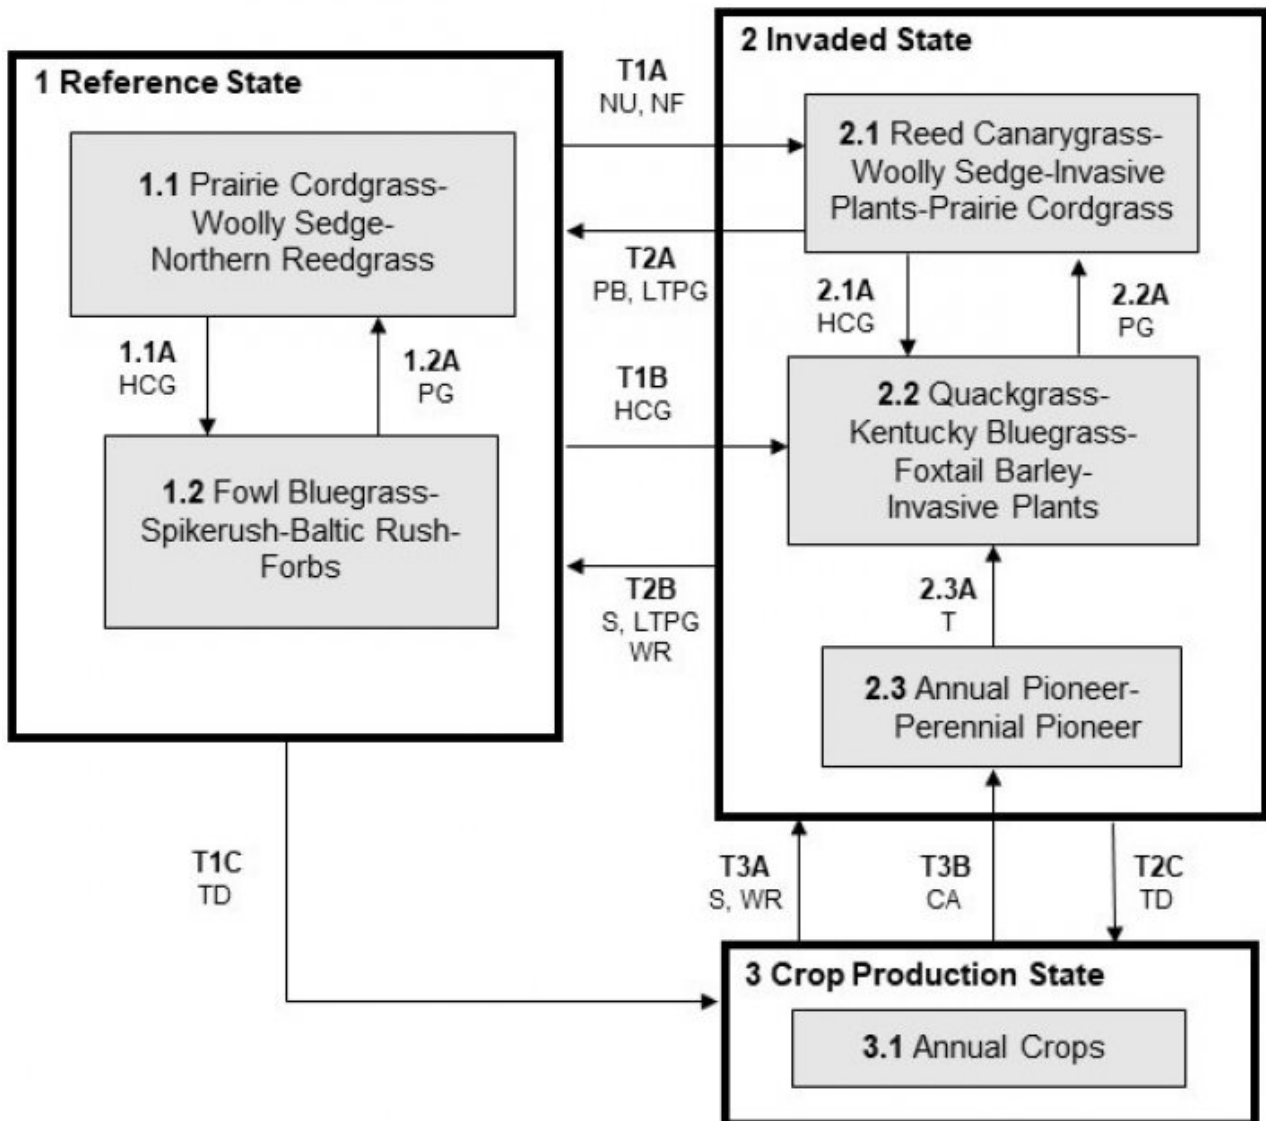 1 Reference State
1.1 Prairie Cordgrass-
Woolly Sedge-
Northern Reedgrass
1.1A
HCG
1.2A
PG
1.2 Fowl Bluegrass-
Spikerush-Baltic Rush-
Forbs
T1A
NU, NF
T2A
PB, LTPG
T1B
HCG
T2B
S, LTPG
WR
2 Invaded State
2.1 Reed Canarygrass-
Woolly Sedge-Invasive
Plants-Prairie Cordgrass
2.1A
HCG
2.2A
PG
2.2 Quackgrass-
Kentucky Bluegrass-
Foxtail Barley-
Invasive Plants
2.3A
T
2.3 Annual Pioneer-
Perennial Pioneer
T1C
TD
T3A
S, WR
T3B
CA
T2C
TD
3 Crop Production State
3.1 Annual Crops